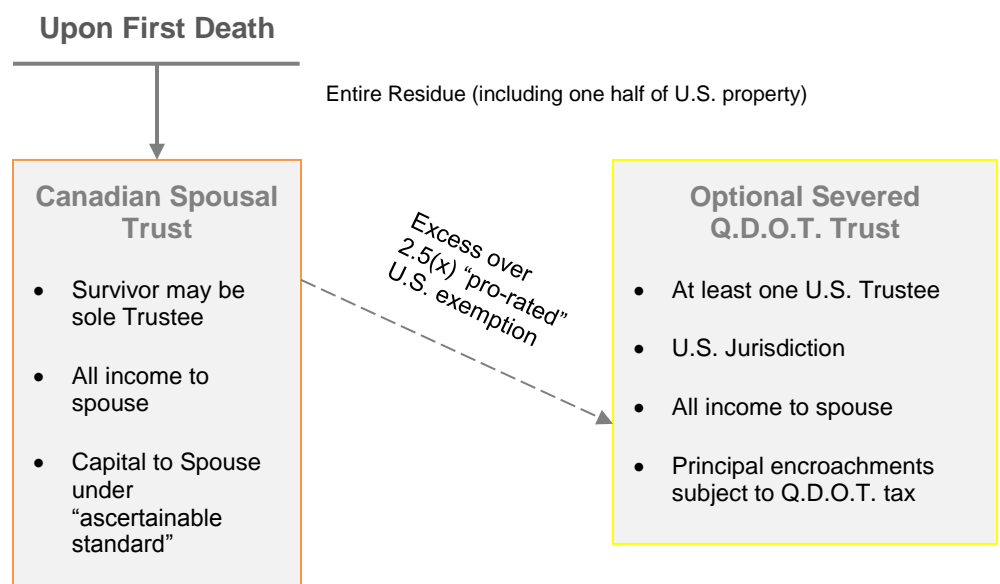 Upon First Death
Entire Residue (including one half of U.S. property)
Canadian Spousal
Trust
• Survivor may be
sole Trustee
• All income to
spouse
• Capital to Spouse
under
“ascertainable
standard”
Excess over
2.5(x) “pro-rated”
U.S. exemption
Optional Severed
Q.D.O.T. Trust
• At least one U.S. Trustee
• U.S. Jurisdiction
• All income to spouse
• Principal encroachments
subject to Q.D.O.T. tax